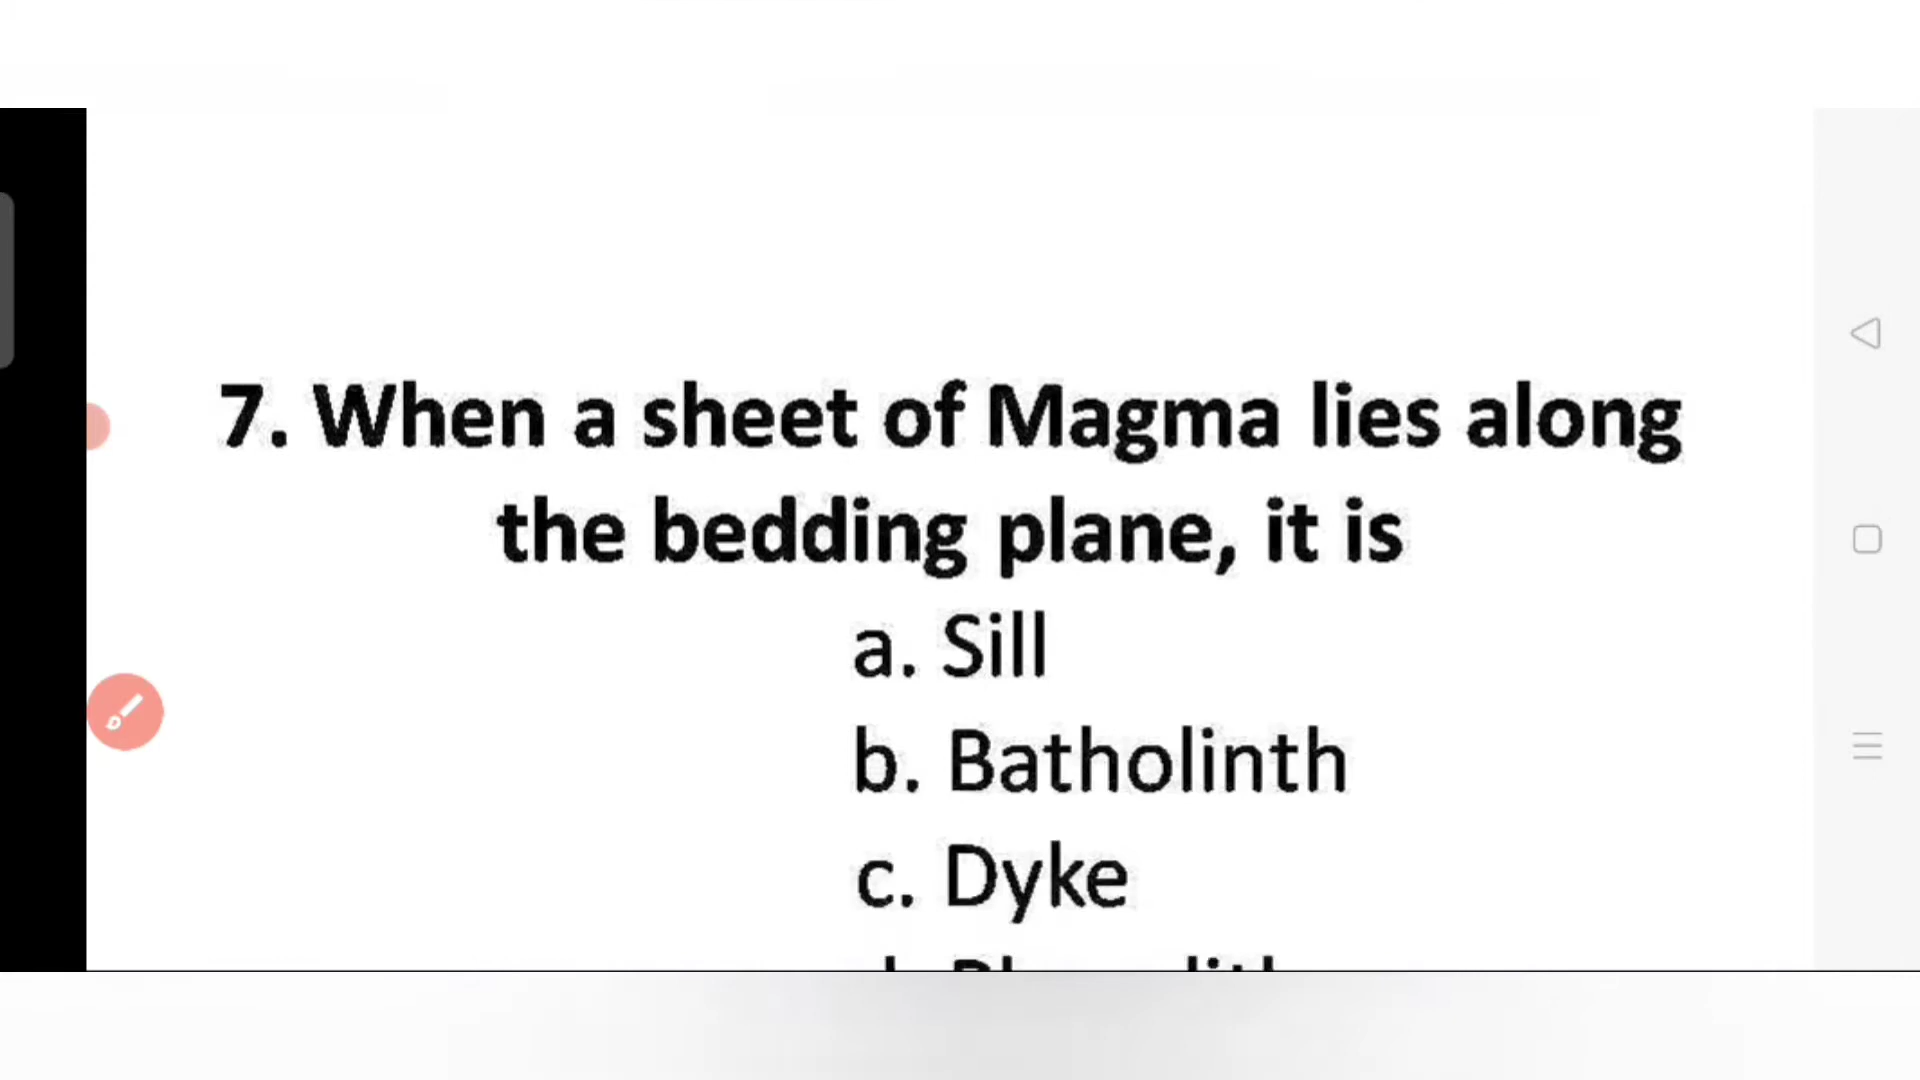 7. When a sheet of Magma lies along
the bedding plane, it is
a. Sill
b. Batholinth
c. Dyke